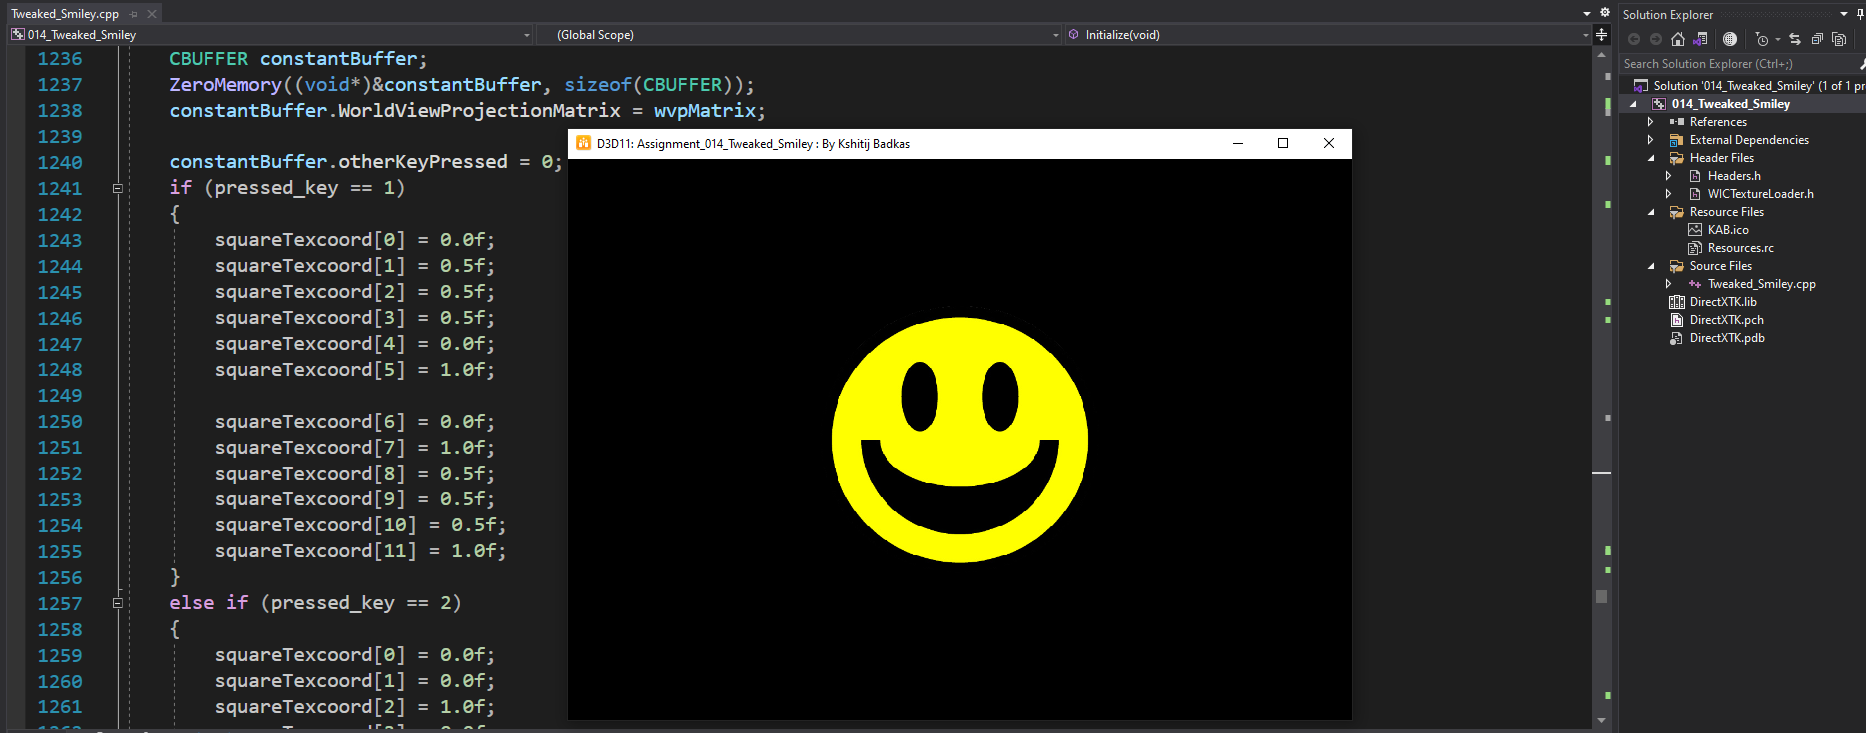 Tweaked_Smiley.cpp
014_Tweaked_Smiley
(Global Scope)
Initialize(void)
1236 CBUFFER constantBuffer;
1237 ZeroMemory((void*)&constantBuffer, sizeof(CBUFFER));
1238 constantBuffer.WorldViewProjectionMatrix = wvpMatrix;
1239
1240 constantBuffer.otherKeyPressed = 0;
1241 if (pressed_key == 1)
1242 {
1243 squareTexcoord[0] = 0.0f;
1244 squareTexcoord[1] = 0.5f;
1245 squareTexcoord[2] = 0.5f;
1246 squareTexcoord[3] = 0.5f;
1247 squareTexcoord[4] = 0.0f;
1248 squareTexcoord[5] = 1.0f;
1249
1250 squareTexcoord[6] = 0.0f;
1251 squareTexcoord[7] = 1.0f;
1252 squareTexcoord[8] = 0.5f;
1253 squareTexcoord[9] = 0.5f;
1254 squareTexcoord[10] = 0.5f;
1255 squareTexcoord[11] = 1.0f;
1256 }
1257 else if (pressed_key == 2)
1258 {
1259 squareTexcoord[0] = 0.0f;
1260 squareTexcoord[1] = 0.0f;
1261 squareTexcoord[2] = 1.0f;
D3D11: Assignment_014_Tweaked_Smiley : By Kshitij Badkas
Solution Explorer
Search Solution Explorer (Ctrl+;)
Solution '014_Tweaked_Smiley' (1 of 1 pr
014_Tweaked_Smiley
References
External Dependencies
Header Files
Headers.h
WICTextureLoader.h
Resource Files
KAB.ico
Resources.rc
Source Files
Tweaked_Smiley.cpp
DirectXTK.lib
DirectXTK.pch
DirectXTK.pdb